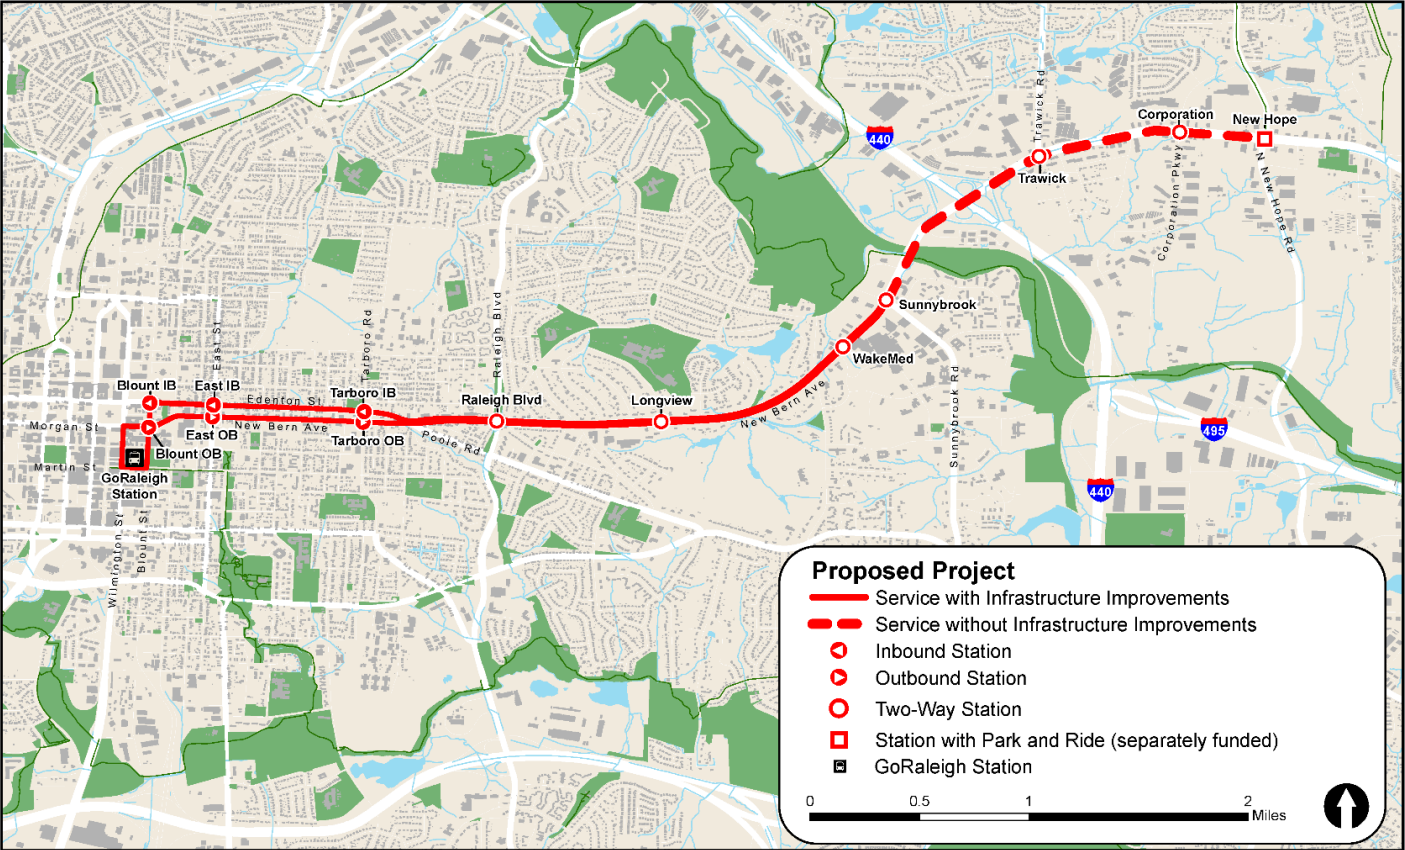 Trawick Rd
Corporation
New Hope
440
Trawick
Corporation Pkwy
N New Hope Rd
Raleigh Blvd
Sunnybrook
East St
Tarboro Rd
WakeMed
Sunnybrook Rd
Blount IB
East IB
Edenton St
Tarboro IB
Raleigh Blvd
Longview
New Bern Ave
Morgan St
East OB
New Bern Ave
Tarboro OB
Poole Rd
495
Blount OB
Martin St
GoRaleigh
Station
440
Wilmington St
Blount St
Proposed Project
Service with Infrastructure Improvements
Service without Infrastructure Improvements
Inbound Station
Outbound Station
Two-Way Station
Station with Park and Ride (separately funded)
GoRaleigh Station
0 0.5 1 2
Miles